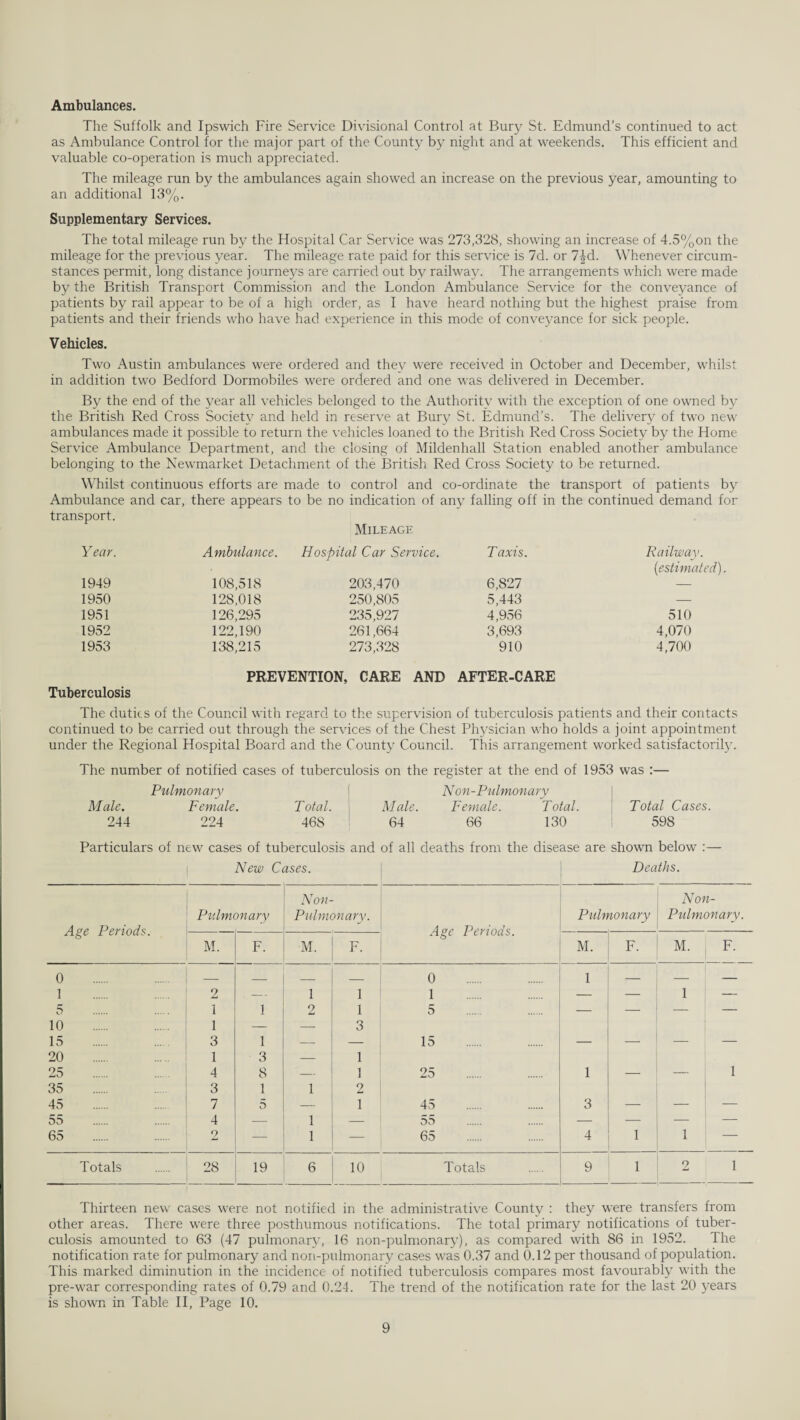 Ambulances.
The Suffolk and Ipswich Fire Service Divisional Control at Bury St. Edmund's continued to act
as Ambulance Control for the major part of the County by night and at weekends. This efficient and
valuable co-operation is much appreciated.
The mileage run by the ambulances again showed an increase on the previous year, amounting to
an additional 13%.
Supplementary Services.
The total mileage run by the Hospital Car Service was 273,328, showing an increase of 4.5%on the
mileage for the previous year. The mileage rate paid for this service is 7d. or 7½d. Whenever circum-
stances permit, long distance journeys are carried out by railway. The arrangements which were made
by the British Transport Commission and the London Ambulance Service for the conveyance of
patients by rail appear to be of a high order, as I have heard nothing but the highest praise from
patients and their friends who have had experience in this mode of conveyance for sick people.
Vehicles.
Two Austin ambulances were ordered and they were received in October and December, whilst
in addition two Bedford Dormobiles were ordered and one was delivered in December.
By the end of the year all vehicles belonged to the Authority with the exception of one owned by
the British Red Cross Society and held in reserve at Bury St. Edmund's. The delivery of two new
ambulances made it possible to return the vehicles loaned to the British Red Cross Society by the Home
Service Ambulance Department, and the closing of Mildenhall Station enabled another ambulance
belonging to the Newmarket Detachment of the British Red Cross Society to be returned.
Whilst continuous efforts are made to control and co-ordinate the transport of patients by
Ambulance and car, there appears to be no indication of any falling off in the continued demand for
transport.
MILEAGE
Year. Ambulance. Hospital Car Service. Taxis. Railway.
(estimated).
1949 108,518 203,470 6,827 —
1950 128,018 250,805 5,443 —
1951 126,295 235,927 4,956 510
1952 122,190 261,664 3,693 4,070
1953 138,215 273,328 910 4,700
PREVENTION, CARE AND AFTER-CARE
Tuberculosis
The duties of the Council with regard to the supervision of tuberculosis patients and their contacts
continued to be carried out through the services of the Chest Physician who holds a joint appointment
under the Regional Hospital Board and the County Council. This arrangement worked satisfactorily.
The number of notified cases of tuberculosis on the register at the end of 1953 was :—
Pulmonary Non-Pulmonary
Male. Female. Total. Male. Female. Total. Total Cases.
244 224 468 64 66 130 598
Particulars of new cases of tuberculosis and of all deaths from the disease are shown below :—
New Cases. Deaths.
Age Periods. Pulmonary Non-Pulmonary. Age Periods. Pulmonary Non-Pulmonary.
M. F. M. F. M. F. M. F.
0 ...... ...... — — — — 0 ...... ...... 1 — — —
1 ...... ...... 2 — 1 1 1 ...... ...... — — 1 —
5 ...... ...... 1 1 2 1 5 ...... ...... — — — —
10 ...... ...... 1 — — 3
15 ...... ...... 3 1 — — 15 ...... ...... — — — —
20 ...... ...... 1 3 — 1
25 ...... ...... 4 8 — 1 25 ...... ...... 1 — — 1
35 ...... ...... 3 1 1 2
45 ...... ...... 7 5 — 1 45 ...... ...... 3 — — —
55 ...... ...... 4 — 1 — 55 ...... ...... — — — —
65 ...... ...... 2 — 1 — 65 ...... ...... 4 1 1 —
Totals ...... 28 19 6 10 Totals ...... 9 1 2 1
Thirteen new cases were not notified in the administrative County : they were transfers from
other areas. There were three posthumous notifications. The total primary notifications of tuber-
culosis amounted to 63 (47 pulmonary, 16 non-pulmonary), as compared with 86 in 1952. The
notification rate for pulmonary and non-pulmonary cases was 0.37 and 0.12 per thousand of population.
This marked diminution in the incidence of notified tuberculosis compares most favourably with the
pre-war corresponding rates of 0.79 and 0.24. The trend of the notification rate for the last 20 years
is shown in Table II, Page 10.
9